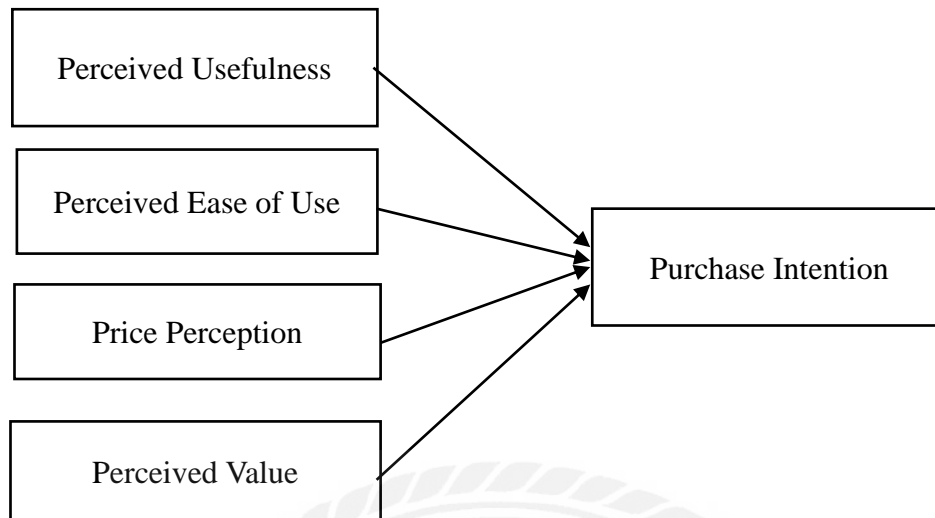 Perceived Usefulness
Perceived Ease of Use
Purchase Intention
Price Perception
Perceived Value